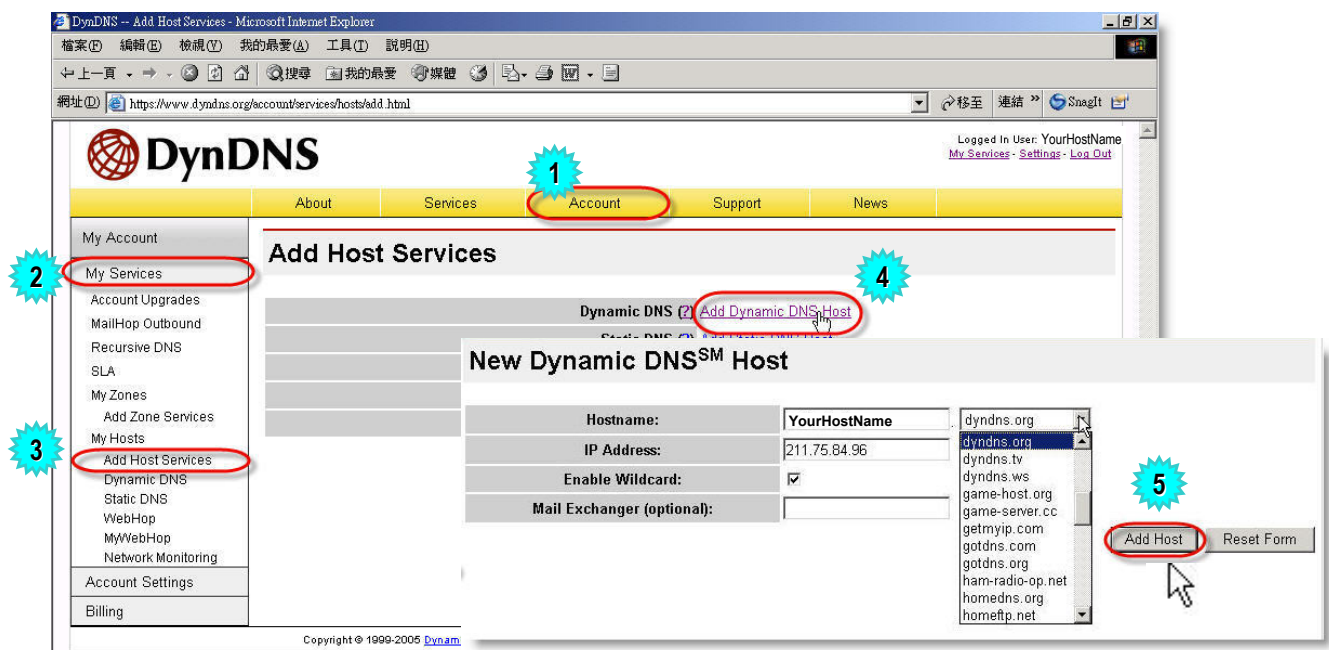 DynDNS -- Add Host Services - Microsoft Internet Explorer
檔案(F) 編輯(E) 檢視(V) 我的最愛(A) 工具(T) 說明(H)
上一頁 搜尋 我的最愛 媒體
網址(D) https://www.dyndns.org/account/services/hosts/add.html 移至 連結 » SnagIt
DynDNS
Logged In User: YourHostName
My Services - Settings - Log Out
1
About Services Account Support News
My Account
Add Host Services
2
My Services
4
Account Upgrades
Dynamic DNS (?) Add Dynamic DNS Host
MailHop Outbound
Static DNS (?) Add Static DNS Host
Recursive DNS
SLA
My Zones
Add Zone Services
My Hosts
3
Add Host Services
Dynamic DNS
Static DNS
WebHop
MyWebHop
Network Monitoring
Account Settings
Billing
Copyright © 1999-2005 Dynam
New Dynamic DNSSM Host
Hostname: YourHostName . dyndns.org
IP Address: 211.75.84.96
Enable Wildcard:
Mail Exchanger (optional):
dyndns.org
dyndns.tv
dyndns.ws
game-host.org
game-server.cc
getmyip.com
gotdns.com
gotdns.org
ham-radio-op.net
homedns.org
homeftp.net
5
Add Host Reset Form